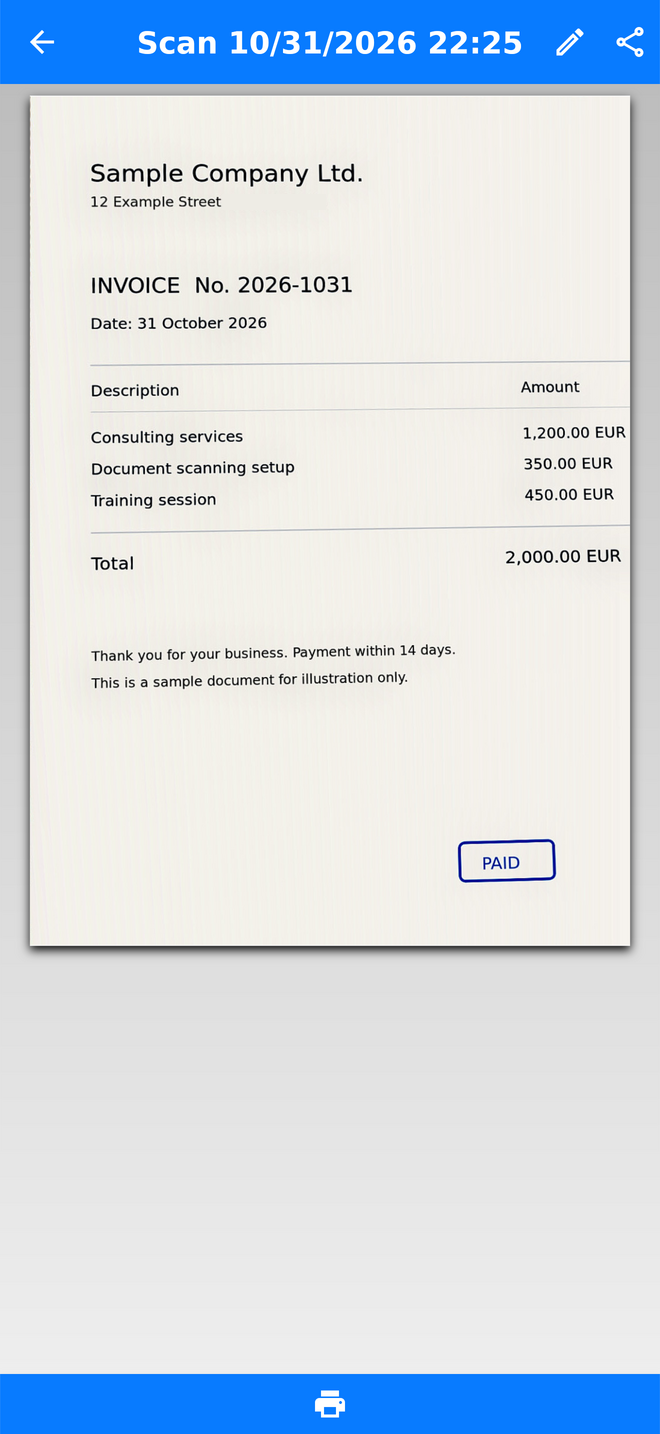 Scan 10/31/2026 22:25
Sample Company Ltd.
12 Example Street
INVOICE No. 2026-1031
Date: 31 October 2026
Description Amount
Consulting services 1,200.00 EUR
Document scanning setup 350.00 EUR
Training session 450.00 EUR
Total 2,000.00 EUR
Thank you for your business. Payment within 14 days.
This is a sample document for illustration only.
PAID